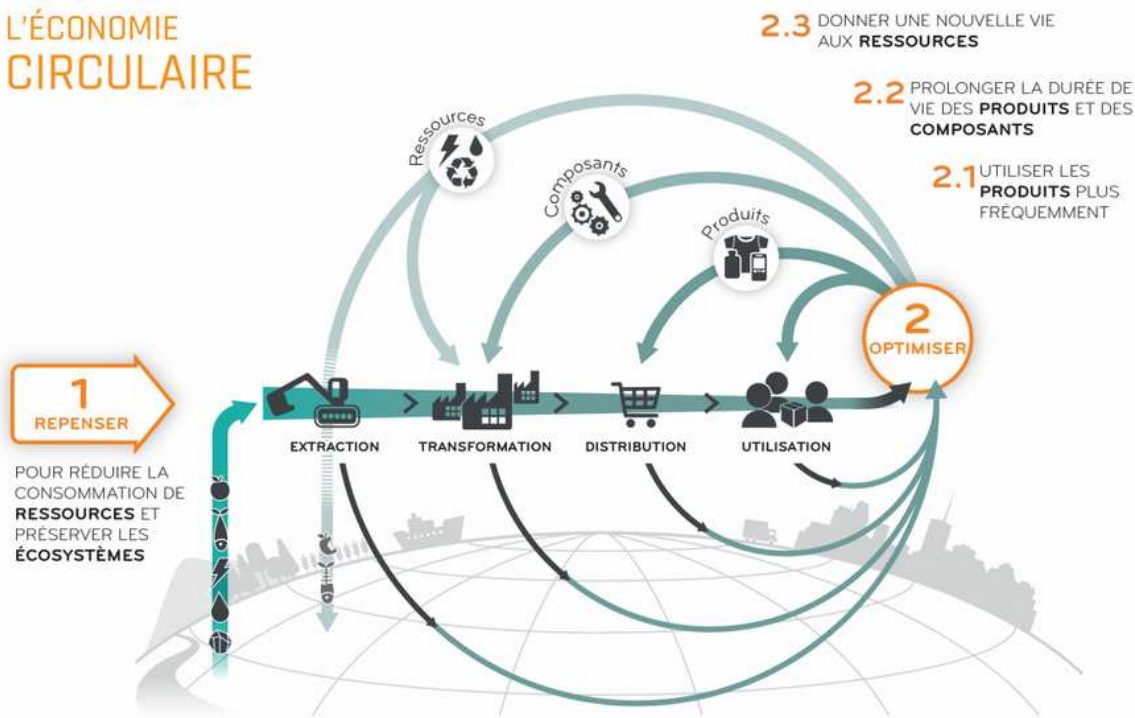 L'ÉCONOMIE
CIRCULAIRE
2.3 DONNER UNE NOUVELLE VIE
AUX RESSOURCES
2.2 PROLONGER LA DURÉE DE
VIE DES PRODUITS ET DES
COMPOSANTS
2.1 UTILISER LES
PRODUITS PLUS
FRÉQUEMMENT
Ressources
Composants
Produits
2
OPTIMISER
1
REPENSER
POUR RÉDUIRE LA
CONSOMMATION DE
RESSOURCES ET
PRÉSERVER LES
ÉCOSYSTÈMES
EXTRACTION
TRANSFORMATION
DISTRIBUTION
UTILISATION